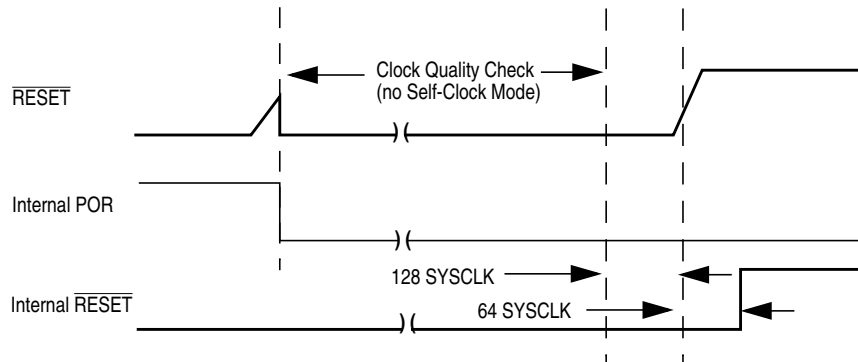 Clock Quality Check
(no Self-Clock Mode)
RESET
)(
Internal POR
)(
128 SYSCLK
64 SYSCLK
Internal RESET
)(